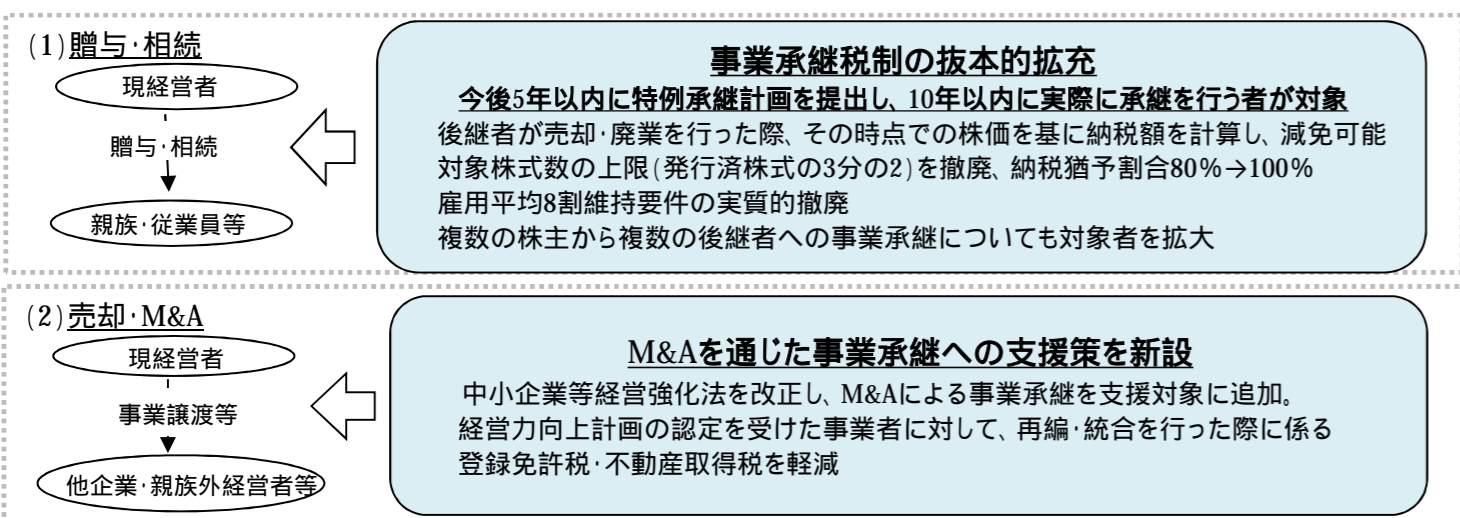 (1)贈与･相続
現経営者
贈与･相続
親族･従業員等
事業承継税制の抜本的拡充
今後5年以内に特例承継計画を提出し、10年以内に実際に承継を行う者が対象
後継者が売却･廃業を行った際、その時点での株価を基に納税額を計算し、減免可能
対象株式数の上限(発行済株式の3分の2)を撤廃、納税猶予割合80％→100％
雇用平均8割維持要件の実質的撤廃
複数の株主から複数の後継者への事業承継についても対象者を拡大
(2)売却･M&A
現経営者
事業譲渡等
他企業･親族外経営者等
M&Aを通じた事業承継への支援策を新設
中小企業等経営強化法を改正し、M&Aによる事業承継を支援対象に追加。
経営力向上計画の認定を受けた事業者に対して、再編･統合を行った際に係る
登録免許税･不動産取得税を軽減